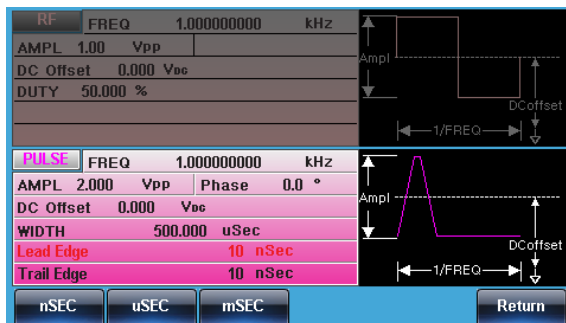 RF FREQ 1.000000000 kHz
AMPL 1.00 Vpp
DC Offset 0.000 VDC
DUTY 50.000 %
Ampl
DCoffset
1/FREQ
PULSE FREQ 1.000000000 kHz
AMPL 2.000 Vpp Phase 0.0 °
DC Offset 0.000 VDC
WIDTH 500.000 uSec
Lead Edge 10 nSec
Trail Edge 10 nSec
Ampl
DCoffset
1/FREQ
nSEC uSEC mSEC Return